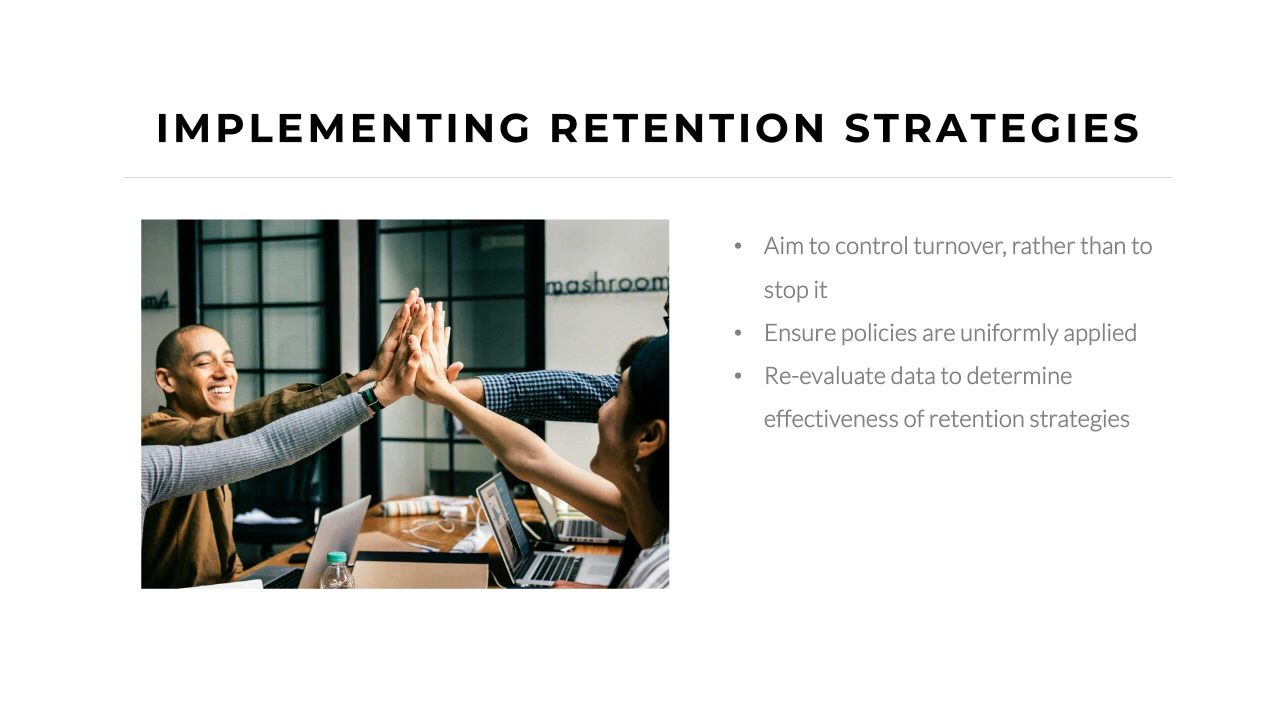 IMPLEMENTING RETENTION STRATEGIES
mashroom
• Aim to control turnover, rather than to
stop it
• Ensure policies are uniformly applied
• Re-evaluate data to determine
effectiveness of retention strategies